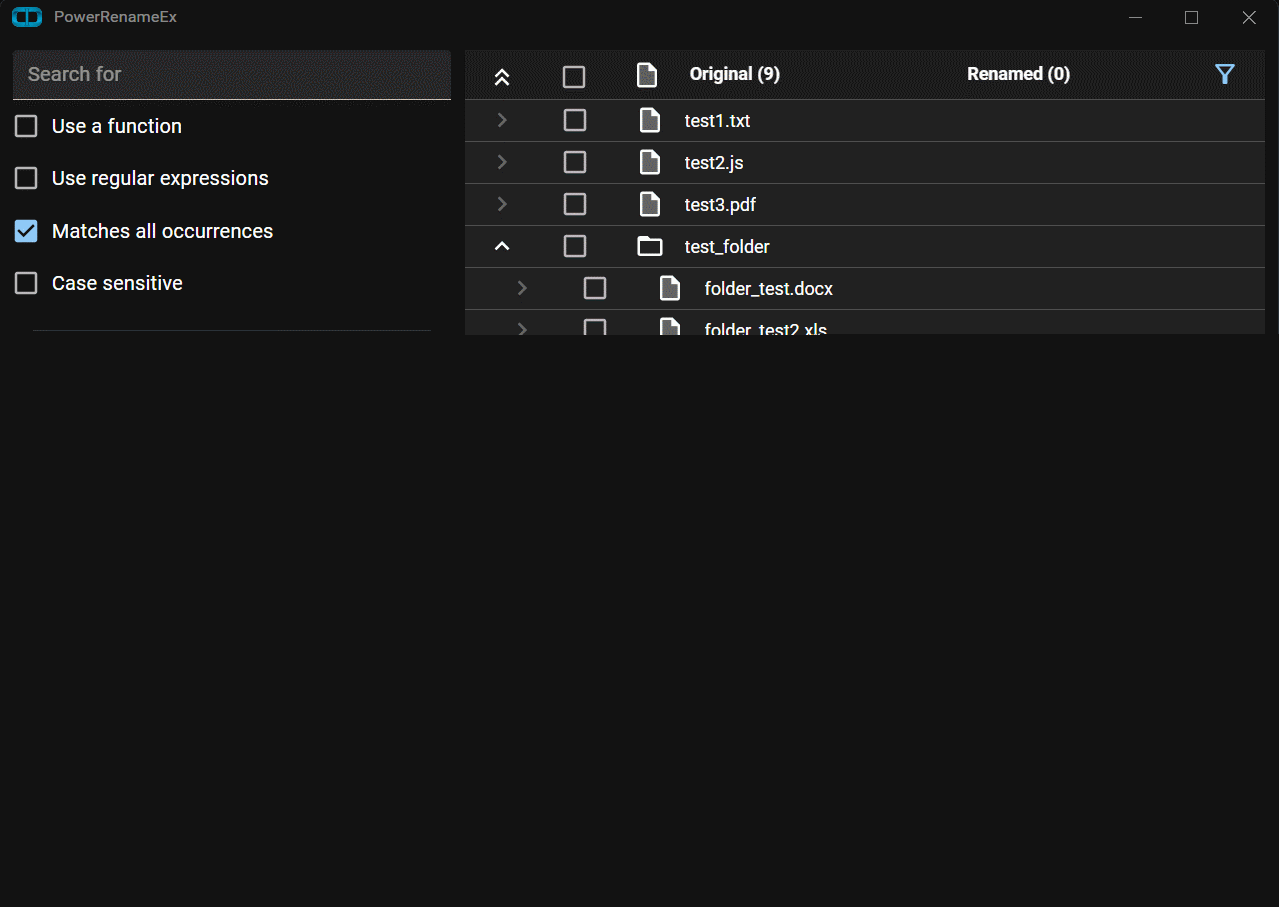 PowerRenameEx
Search for
Use a function
Use regular expressions
Matches all occurrences
Case sensitive
Original (9) Renamed (0)
test1.txt
test2.js
test3.pdf
test_folder
folder_test.docx
folder_test2.xls